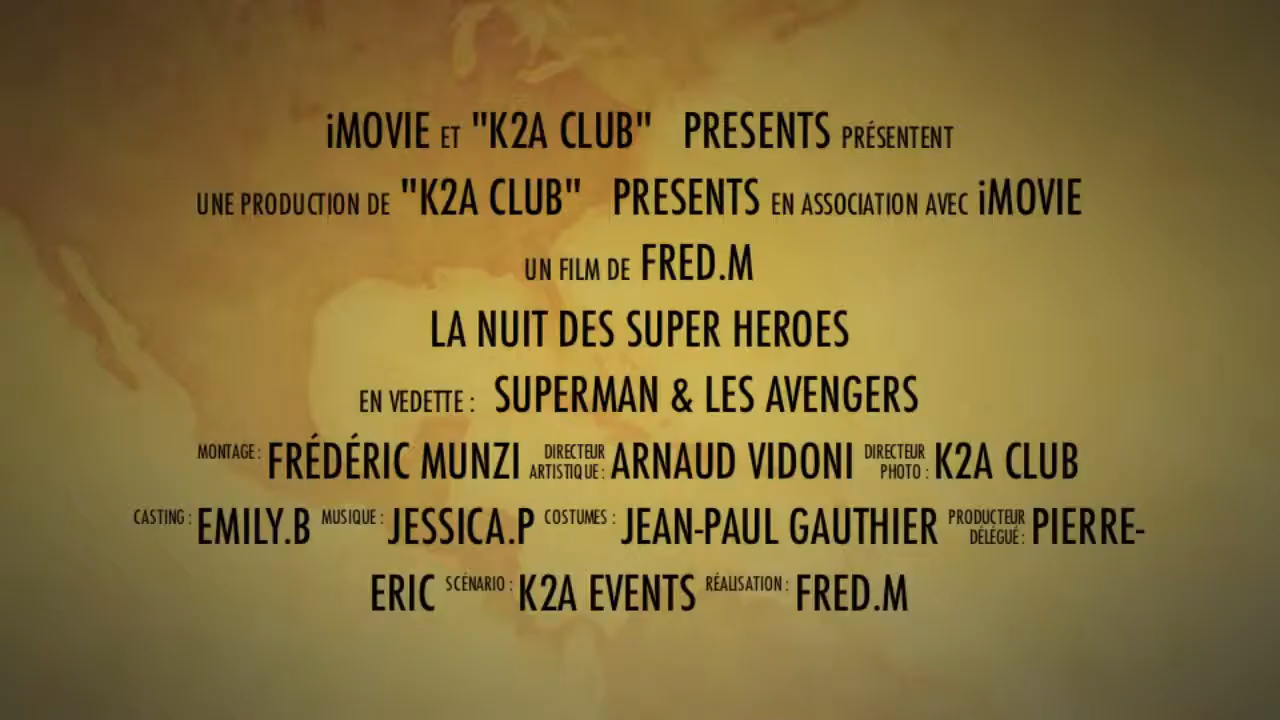 iMOVIE ET "K2A CLUB" PRESENTS PRÉSENTENT
UNE PRODUCTION DE "K2A CLUB" PRESENTS EN ASSOCIATION AVEC iMOVIE
UN FILM DE FRED.M
LA NUIT DES SUPER HEROES
EN VEDETTE : SUPERMAN & LES AVENGERS
MONTAGE : FRÉDÉRIC MUNZI DIRECTEUR ARTISTIQUE : ARNAUD VIDONI DIRECTEUR PHOTO : K2A CLUB
CASTING : EMILY.B MUSIQUE : JESSICA.P COSTUMES : JEAN-PAUL GAUTHIER PRODUCTEUR DÉLÉGUÉ : PIERRE-
ERIC SCÉNARIO : K2A EVENTS RÉALISATION : FRED.M